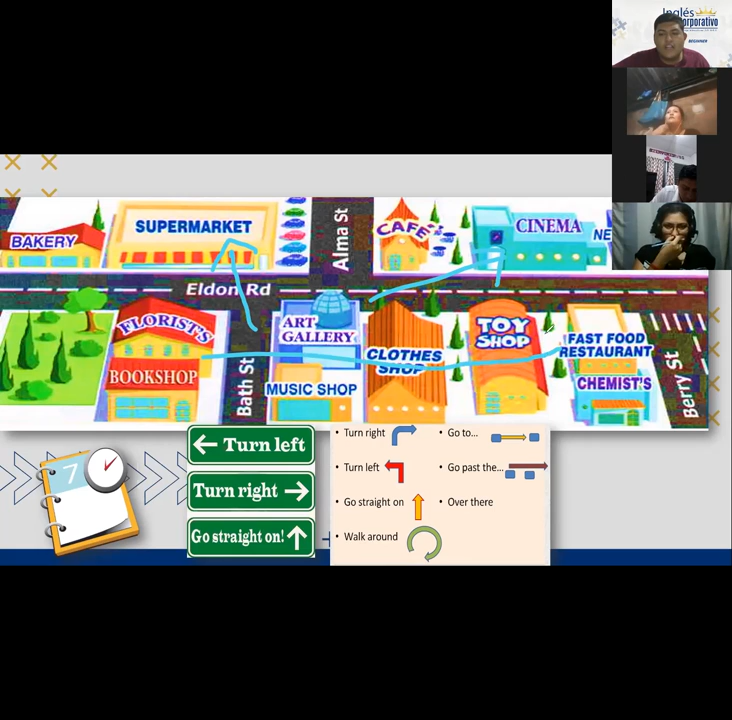 Inglés
Corporativo
BEGINNER
BAKERY
SUPERMARKET
Alma St
CAFE
CINEMA
NE
Eldon Rd
FLORIST'S
BOOKSHOP
Bath St
ART
GALLERY
MUSIC SHOP
CLOTHES
SHOP
TOY
SHOP
FAST FOOD
RESTAURANT
CHEMIST'S
Berry St
7
← Turn left
Turn right →
Go straight on! ↑
• Turn right
• Turn left
• Go straight on
• Walk around
• Go to...
• Go past the...
• Over there